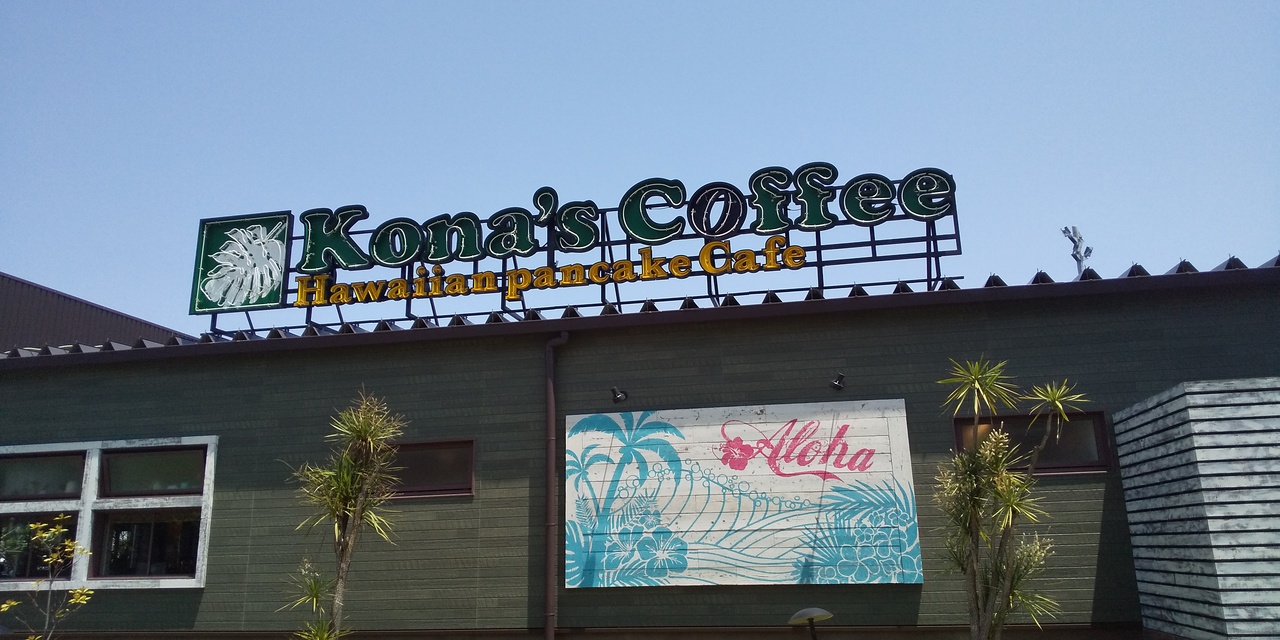 Kona's Coffee
Hawaiian pancake Cafe
Aloha